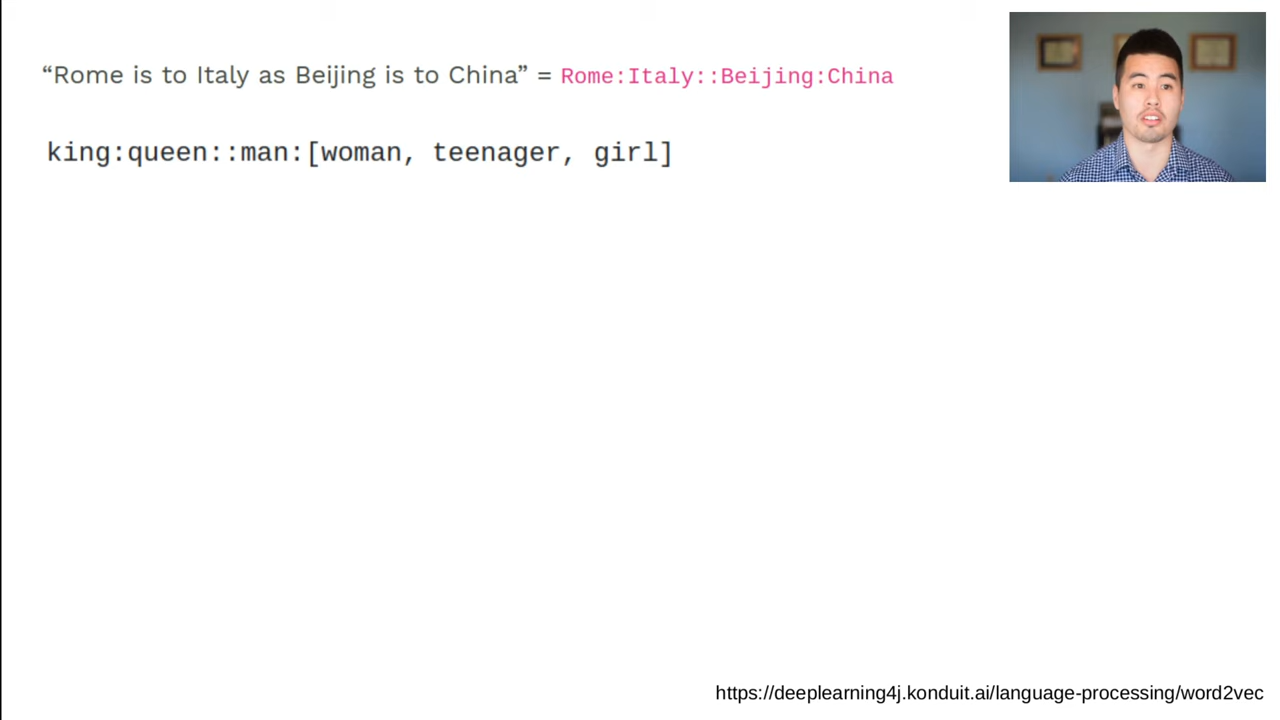 “Rome is to Italy as Beijing is to China” = Rome:Italy::Beijing:China
king:queen::man:[woman, teenager, girl]
https://deeplearning4j.konduit.ai/language-processing/word2vec